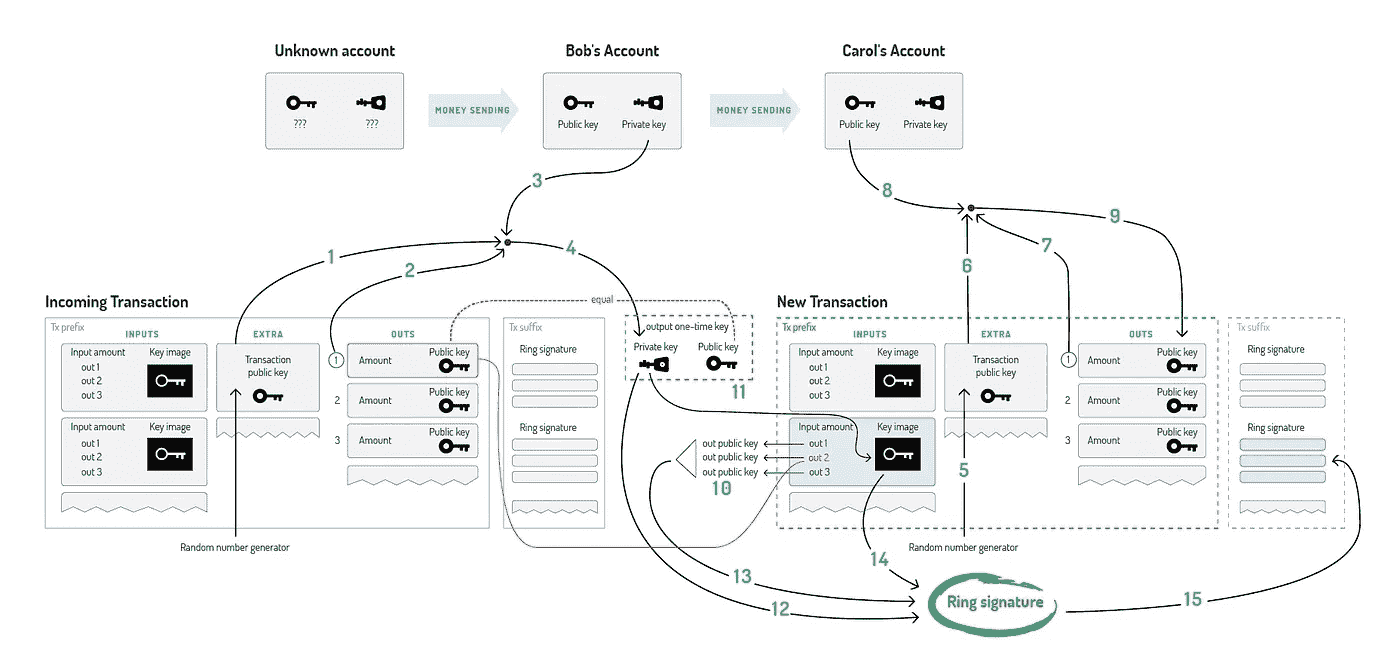 Unknown account
Bob's Account
Carol's Account
MONEY SENDING
MONEY SENDING
???
???
Public key
Private key
Public key
Private key
3
8
9
1
2
4
6
7
Incoming Transaction
equal
New Transaction
Tx prefix
INPUTS
EXTRA
OUTS
Input amount
Key image
out 1
out 2
out 3
Transaction
public key
1
Amount
Public key
2
Amount
Public key
3
Amount
Public key
Input amount
Key image
out 1
out 2
out 3
Tx suffix
Ring signature
Ring signature
output one-time key
Private key
Public key
11
out public key
out public key
out public key
10
Tx prefix
INPUTS
EXTRA
OUTS
Input amount
Key image
out 1
out 2
out 3
Transaction
public key
1
Amount
Public key
2
Amount
Public key
3
Amount
Public key
Input amount
Key image
out 1
out 2
out 3
5
Tx suffix
Ring signature
Ring signature
Random number generator
Random number generator
14
13
12
Ring signature
15